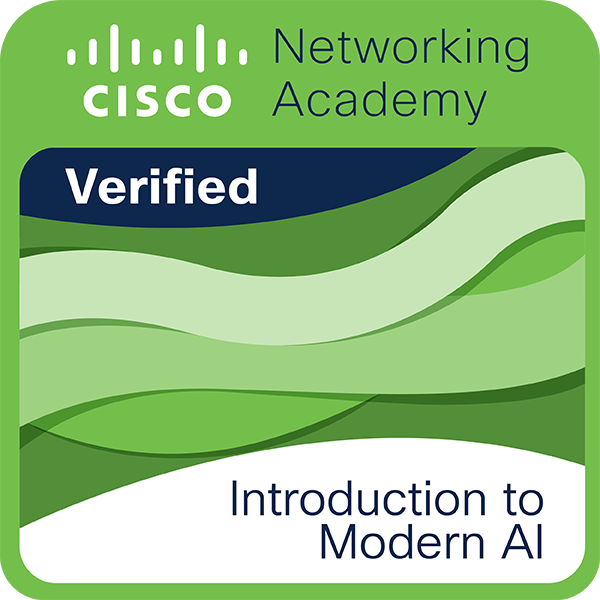 CISCO
Networking
Academy
Verified
Introduction to
Modern AI